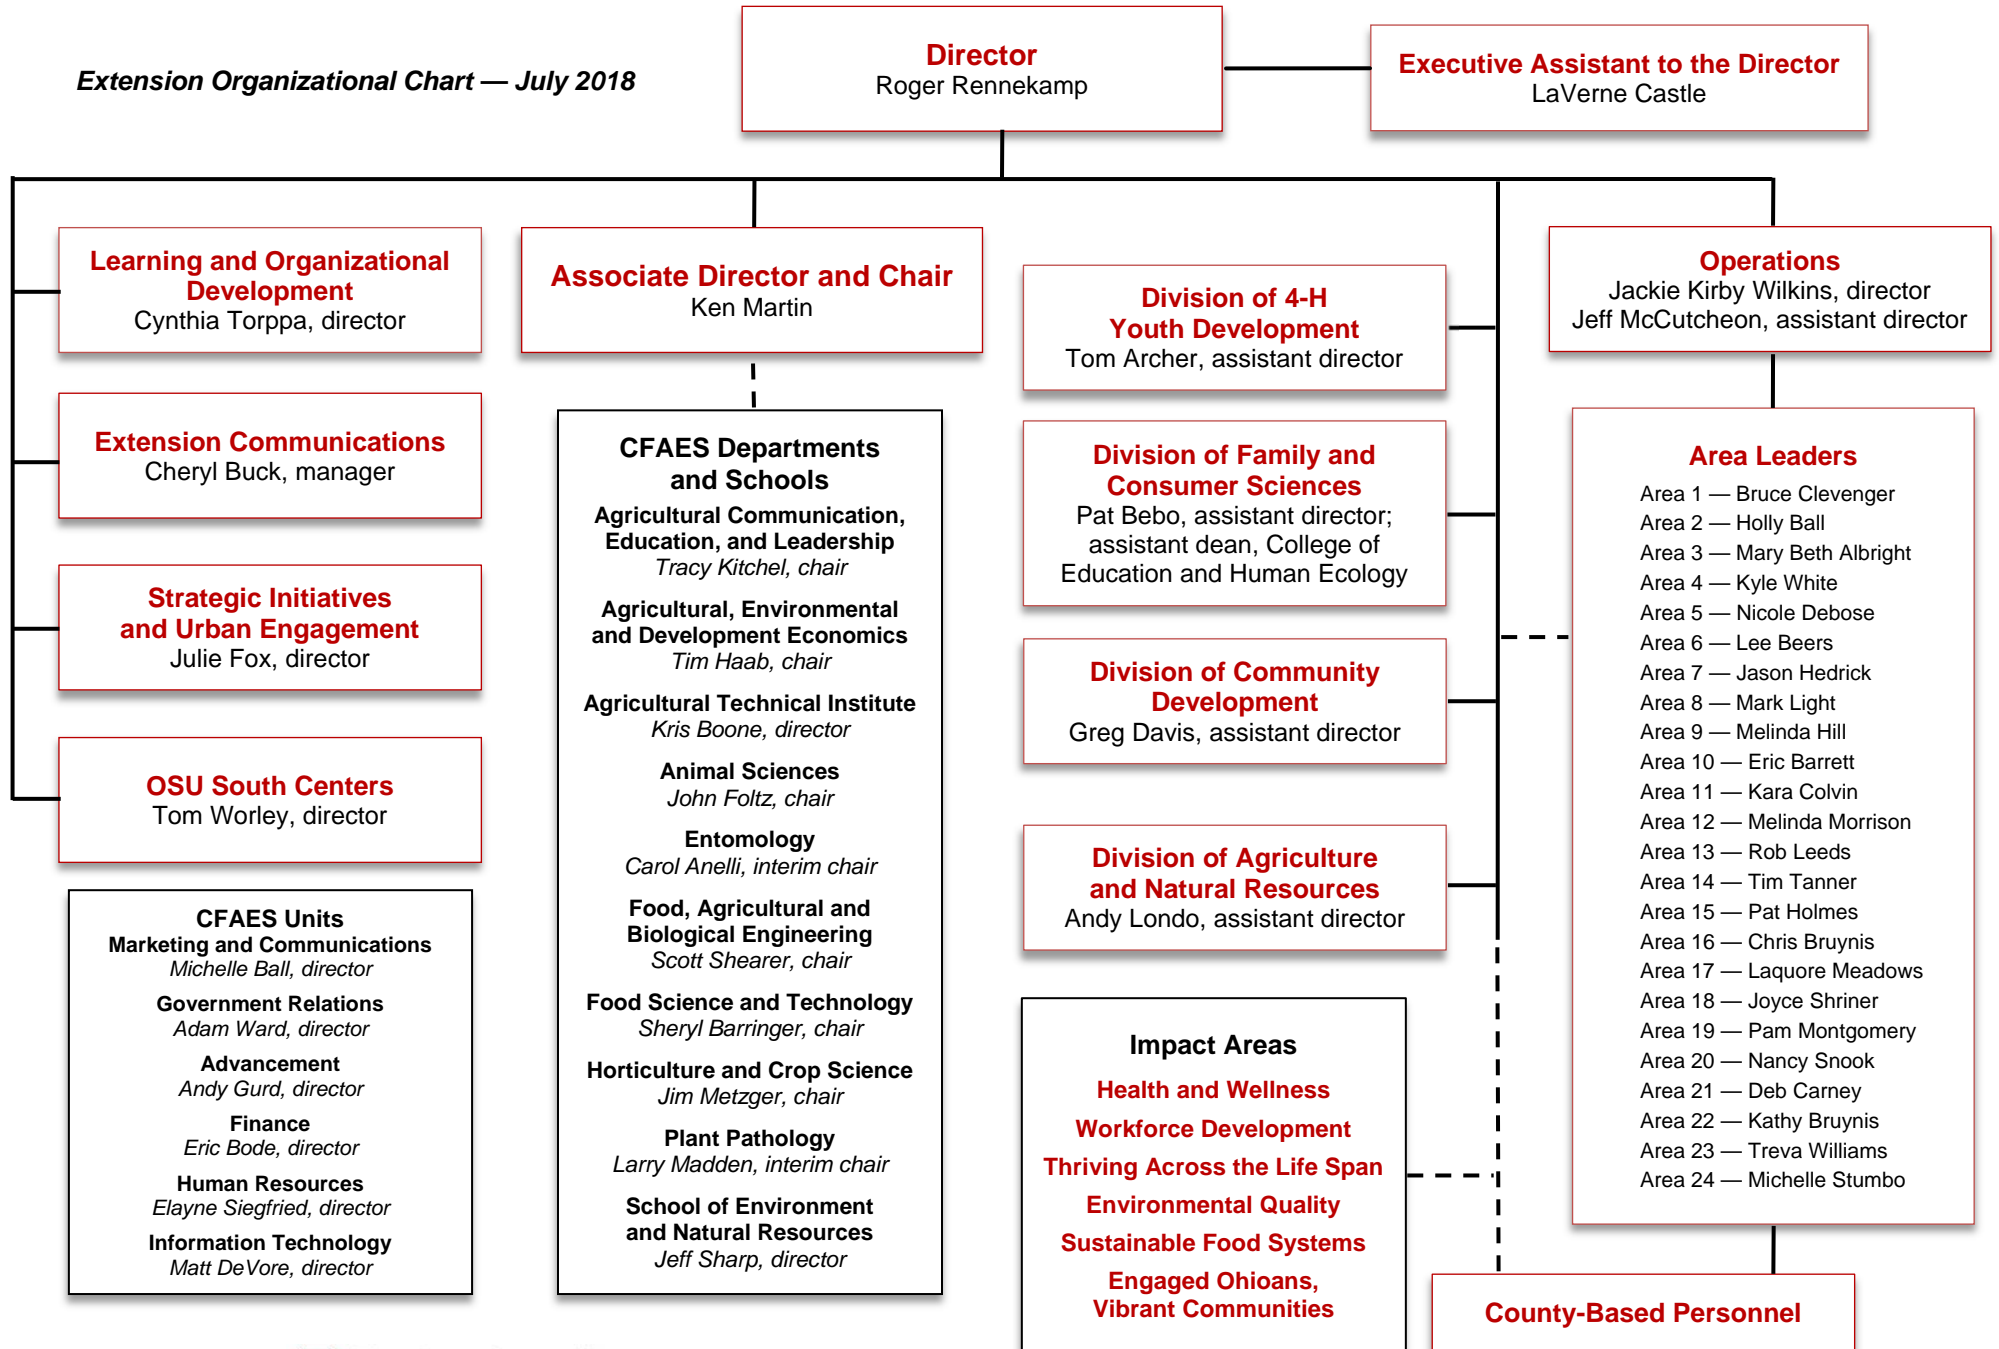 Extension Organizational Chart — July 2018
Director
Roger Rennekamp
Executive Assistant to the Director
LaVerne Castle
Learning and Organizational
Development
Cynthia Torppa, director
Extension Communications
Cheryl Buck, manager
Strategic Initiatives
and Urban Engagement
Julie Fox, director
OSU South Centers
Tom Worley, director
CFAES Units
Marketing and Communications
Michelle Ball, director
Government Relations
Adam Ward, director
Advancement
Andy Gurd, director
Finance
Eric Bode, director
Human Resources
Elayne Siegfried, director
Information Technology
Matt DeVore, director
Associate Director and Chair
Ken Martin
CFAES Departments
and Schools
Agricultural Communication,
Education, and Leadership
Tracy Kitchel, chair
Agricultural, Environmental
and Development Economics
Tim Haab, chair
Agricultural Technical Institute
Kris Boone, director
Animal Sciences
John Foltz, chair
Entomology
Carol Anelli, interim chair
Food, Agricultural and
Biological Engineering
Scott Shearer, chair
Food Science and Technology
Sheryl Barringer, chair
Horticulture and Crop Science
Jim Metzger, chair
Plant Pathology
Larry Madden, interim chair
School of Environment
and Natural Resources
Jeff Sharp, director
Division of 4-H
Youth Development
Tom Archer, assistant director
Division of Family and
Consumer Sciences
Pat Bebo, assistant director;
assistant dean, College of
Education and Human Ecology
Division of Community
Development
Greg Davis, assistant director
Division of Agriculture
and Natural Resources
Andy Londo, assistant director
Impact Areas
Health and Wellness
Workforce Development
Thriving Across the Life Span
Environmental Quality
Sustainable Food Systems
Engaged Ohioans,
Vibrant Communities
Operations
Jackie Kirby Wilkins, director
Jeff McCutcheon, assistant director
Area Leaders
Area 1 — Bruce Clevenger
Area 2 — Holly Ball
Area 3 — Mary Beth Albright
Area 4 — Kyle White
Area 5 — Nicole Debose
Area 6 — Lee Beers
Area 7 — Jason Hedrick
Area 8 — Mark Light
Area 9 — Melinda Hill
Area 10 — Eric Barrett
Area 11 — Kara Colvin
Area 12 — Melinda Morrison
Area 13 — Rob Leeds
Area 14 — Tim Tanner
Area 15 — Pat Holmes
Area 16 — Chris Bruynis
Area 17 — Laquore Meadows
Area 18 — Joyce Shriner
Area 19 — Pam Montgomery
Area 20 — Nancy Snook
Area 21 — Deb Carney
Area 22 — Kathy Bruynis
Area 23 — Treva Williams
Area 24 — Michelle Stumbo
County-Based Personnel